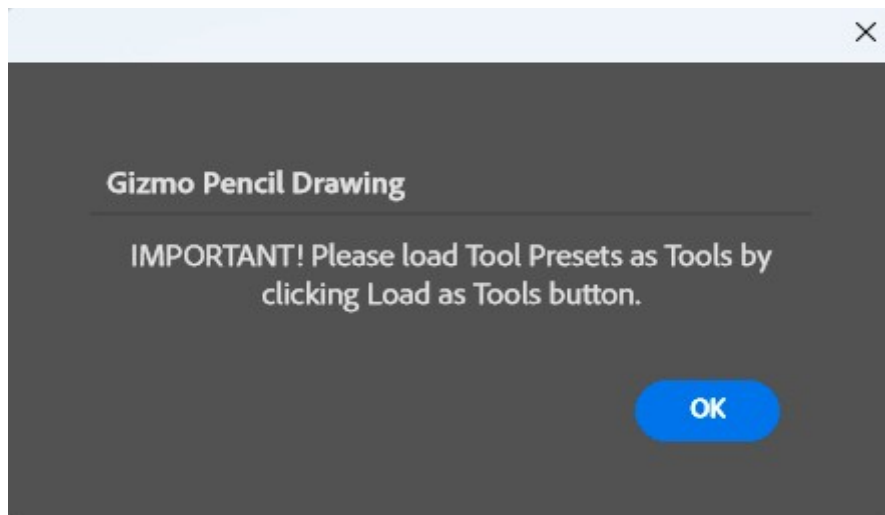 Gizmo Pencil Drawing
IMPORTANT! Please load Tool Presets as Tools by
clicking Load as Tools button.
OK